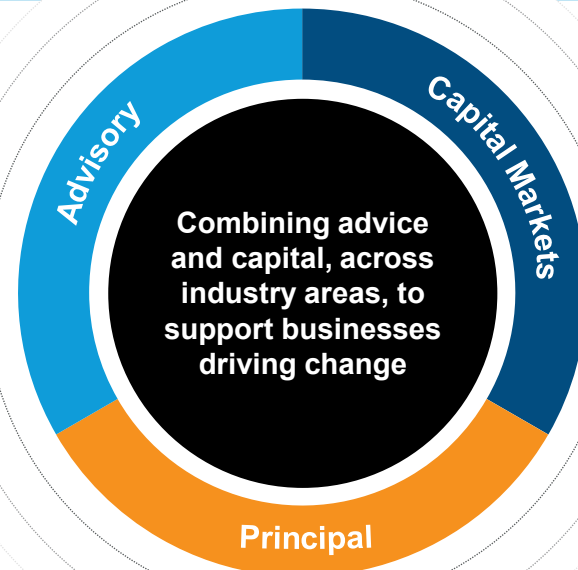 Advisory
Capital Markets
Combining advice
and capital, across
industry areas, to
support businesses
driving change
Principal